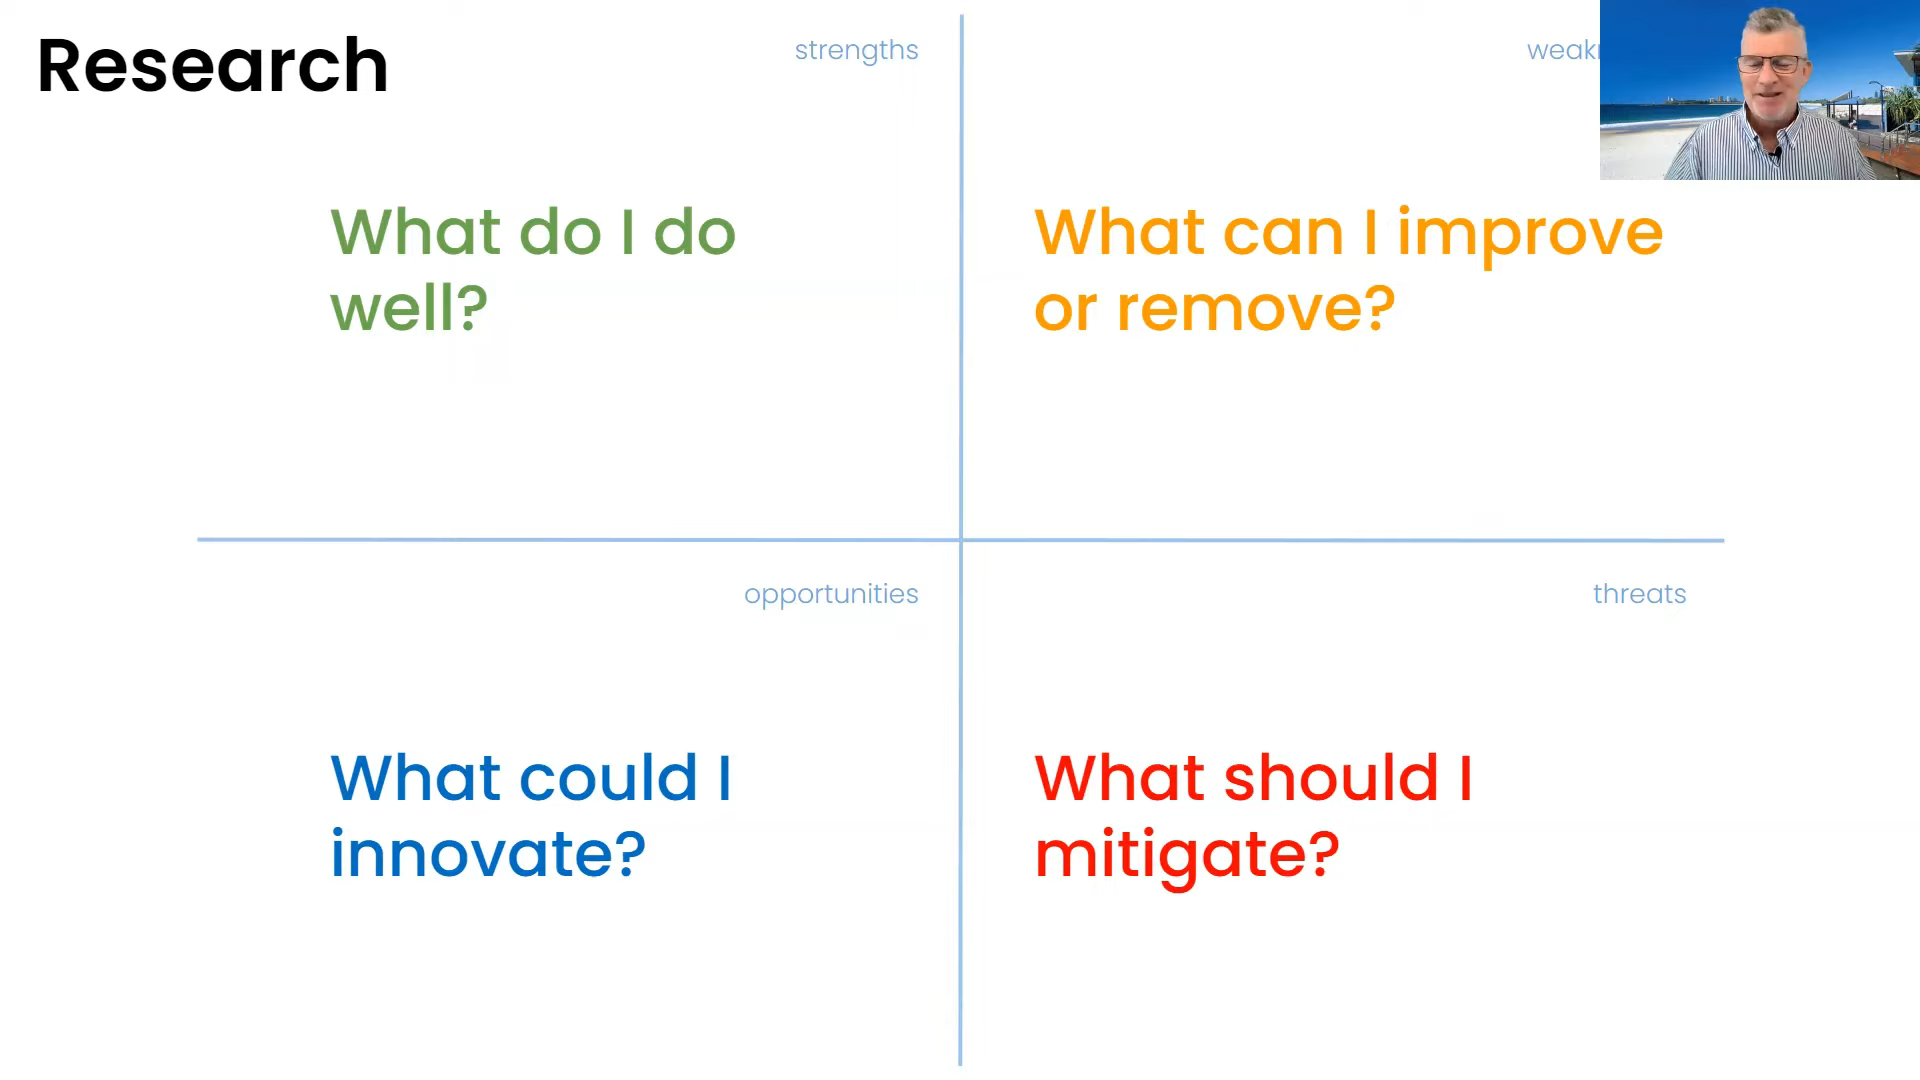 Research
strengths
What do I do
well?
What can I improve
or remove?
opportunities
What could I
innovate?
threats
What should I
mitigate?